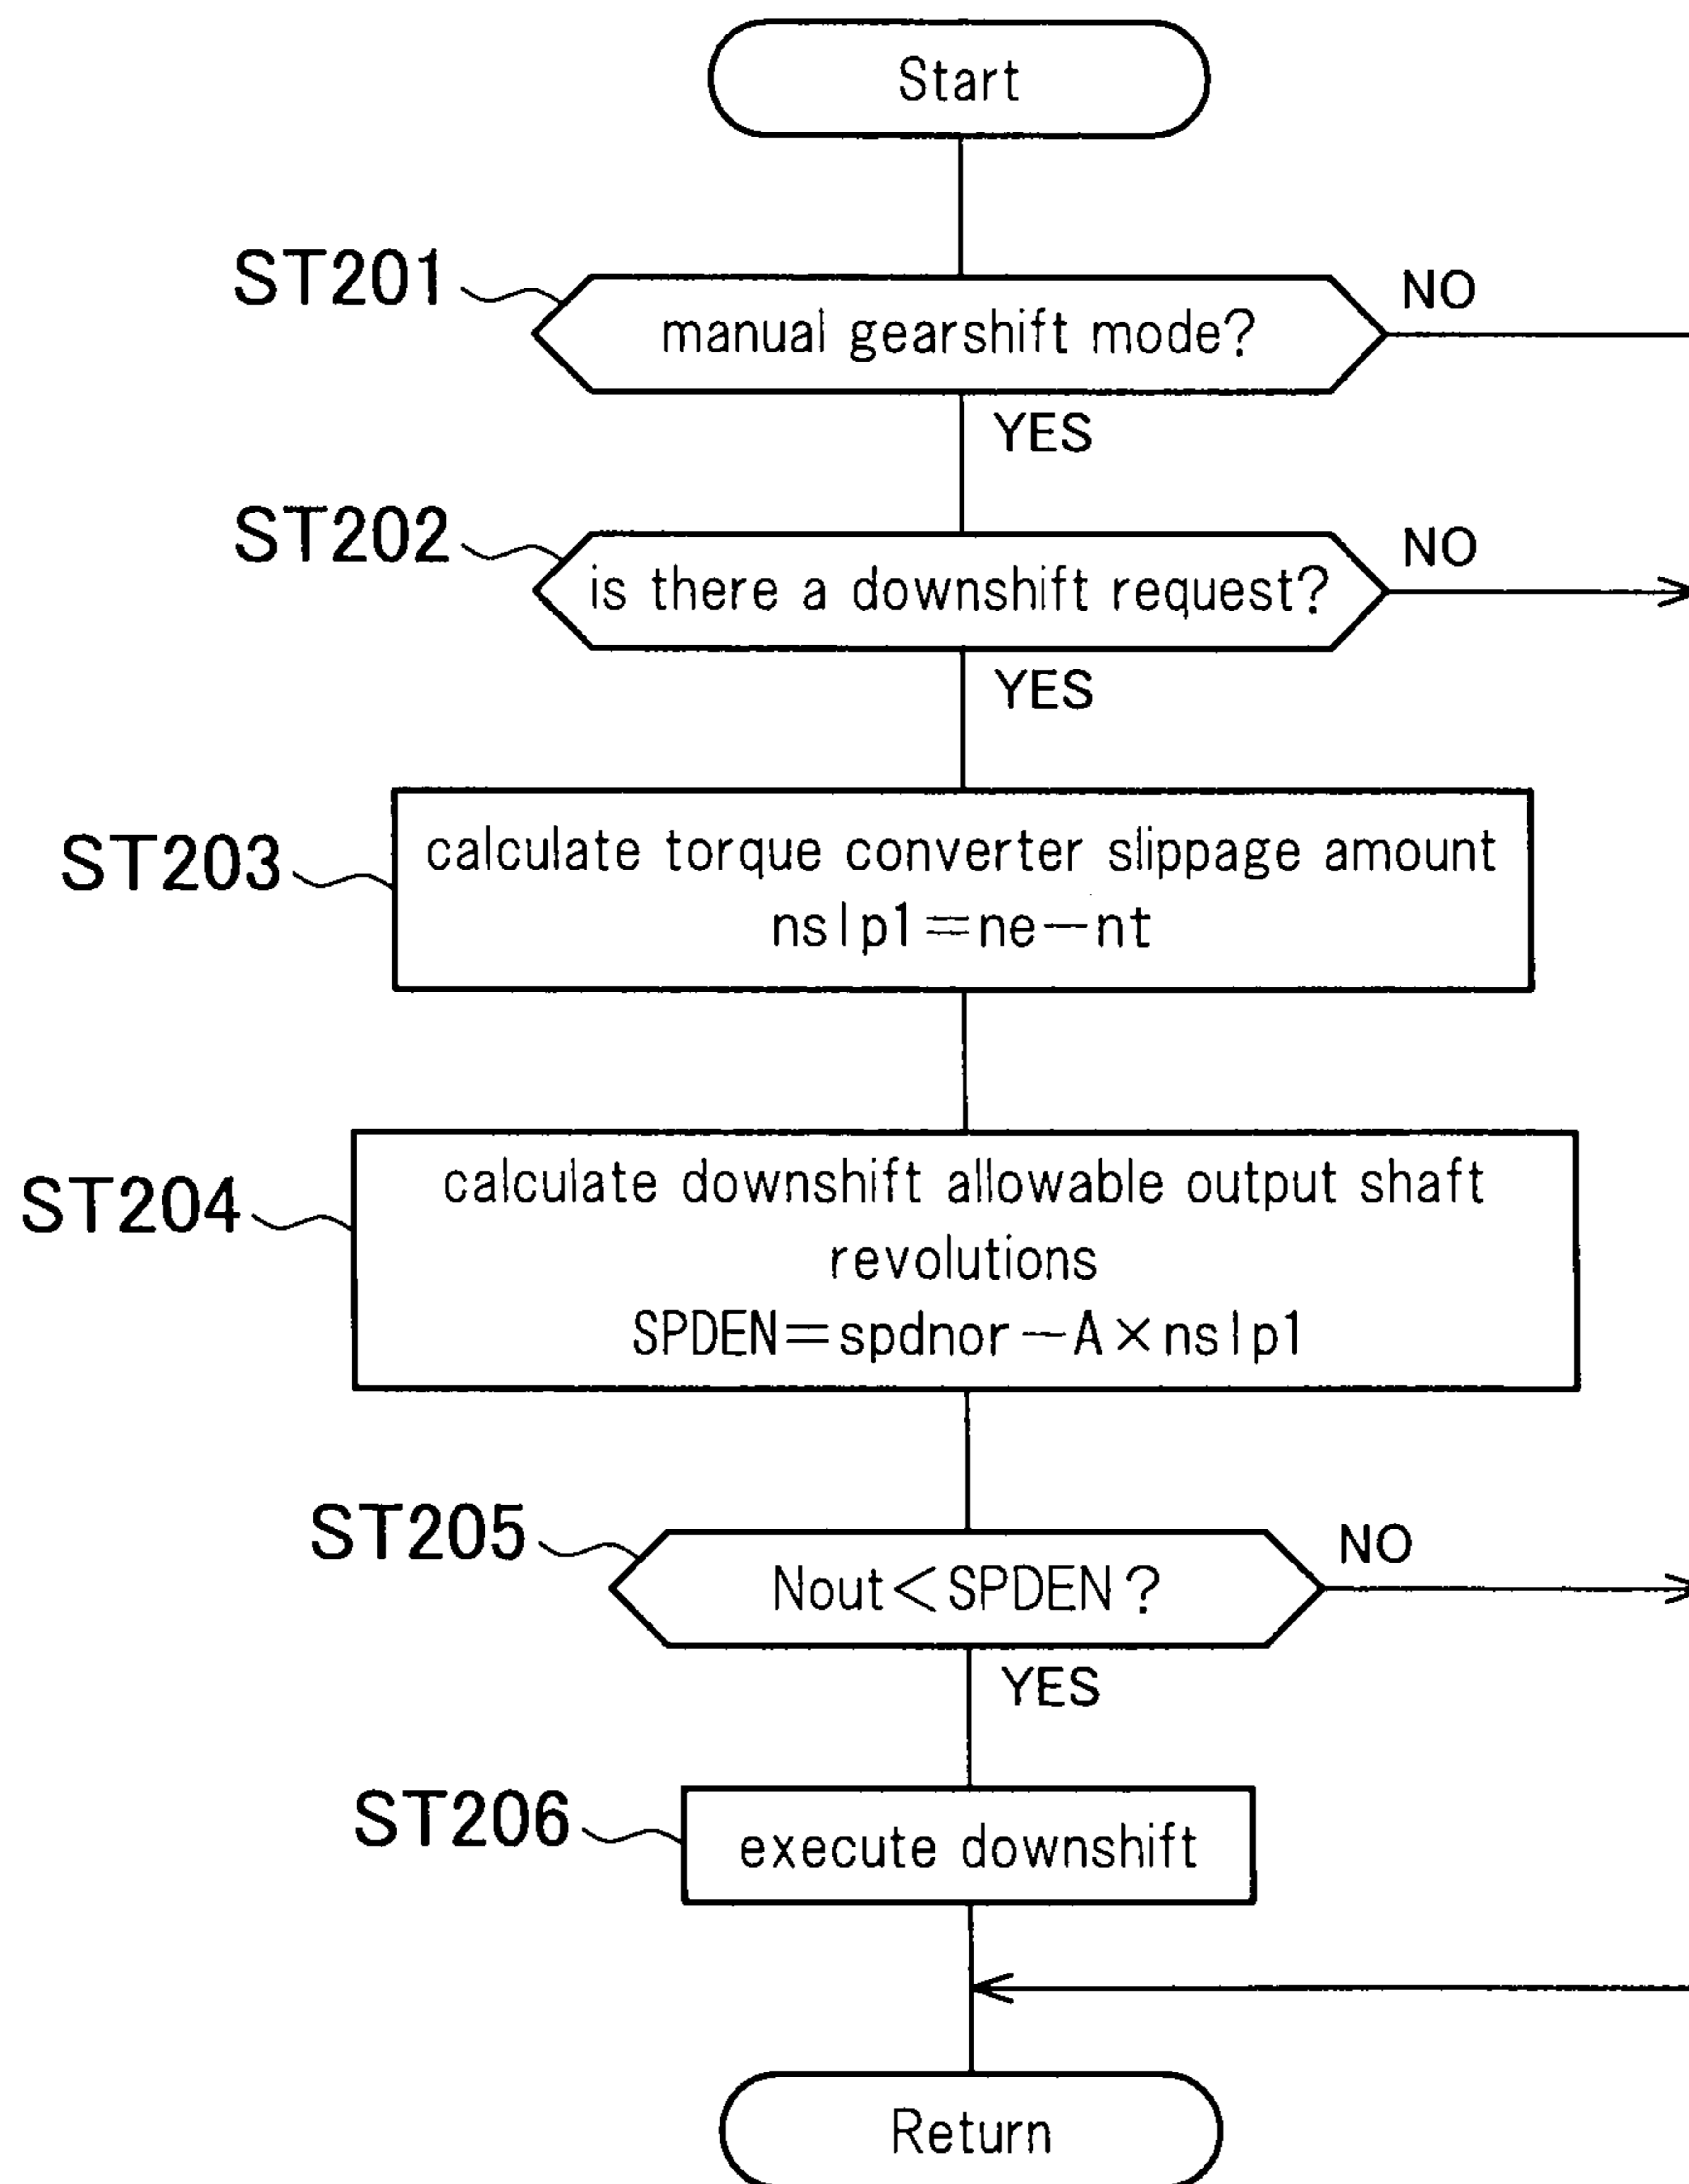 Start
ST201
manual gearshift mode?
NO
YES
ST202
is there a downshift request?
NO
YES
ST203
calculate torque converter slippage amount
nslp1=ne-nt
ST204
calculate downshift allowable output shaft
revolutions
SPDEN=spdnor-A×nslp1
ST205
Nout<SPDEN?
NO
YES
ST206
execute downshift
Return